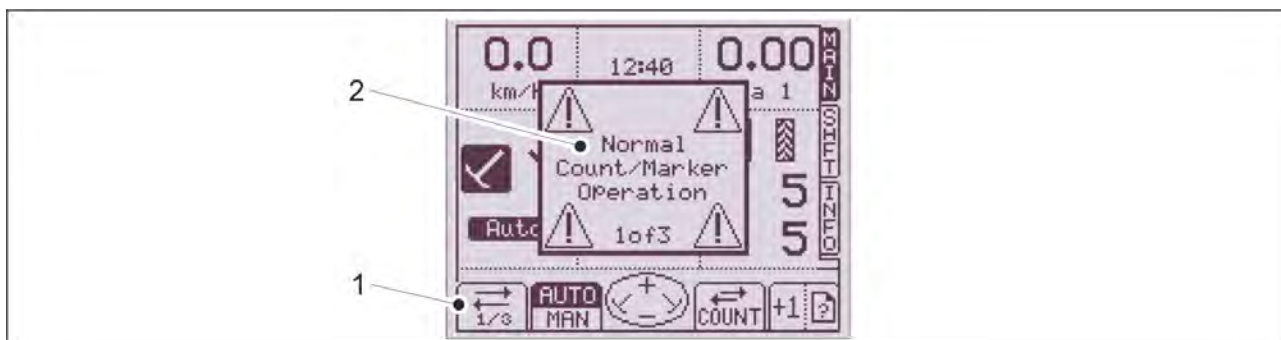 0.0
12:40
0.00
MAIN
km/
a 1
2
Normal
Count/Marker
Operation
SHFT
INFO
5
Auto
1of3
5
1
1/3
AUTO
MAN
+
-
COUNT
+1
?